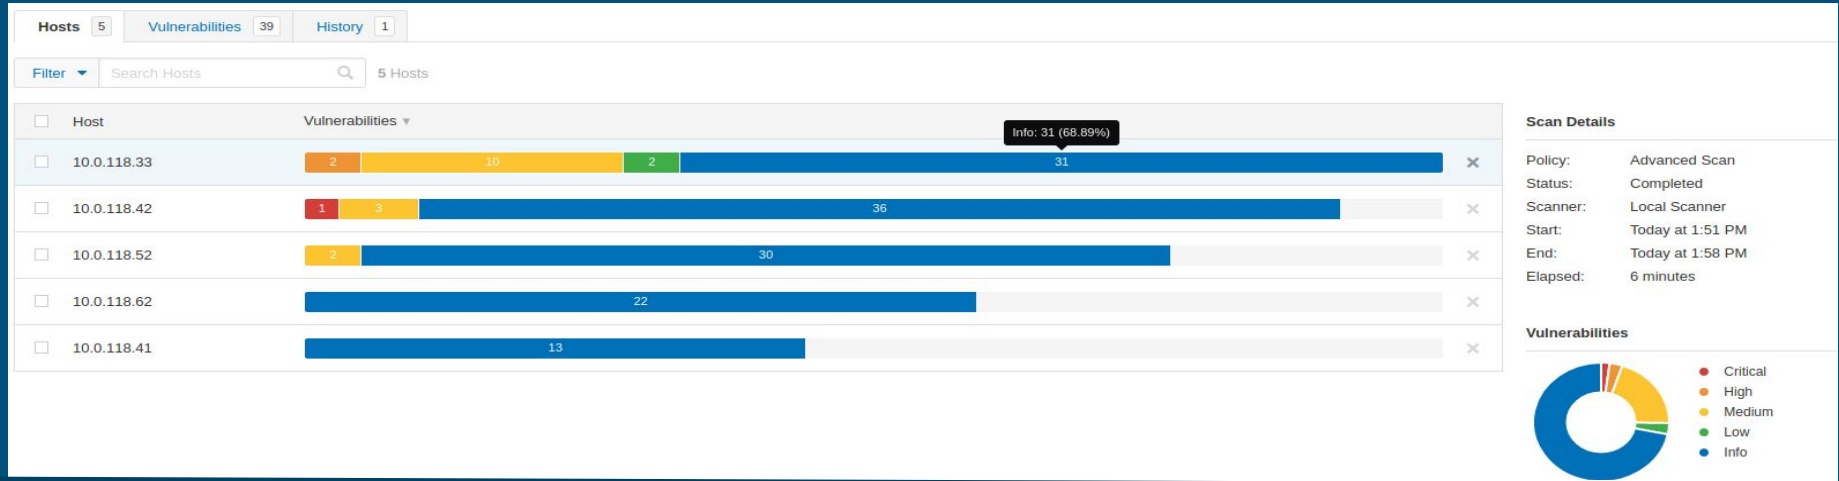 Hosts 5 Vulnerabilities 39 History 1
Filter Search Hosts 5 Hosts
Host Vulnerabilities
Info: 31 (68.89%)
10.0.118.33 2 10 2 31
10.0.118.42 1 3 36
10.0.118.52 2 30
10.0.118.62 22
10.0.118.41 13
Scan Details
Policy: Advanced Scan
Status: Completed
Scanner: Local Scanner
Start: Today at 1:51 PM
End: Today at 1:58 PM
Elapsed: 6 minutes
Vulnerabilities
Critical
High
Medium
Low
Info